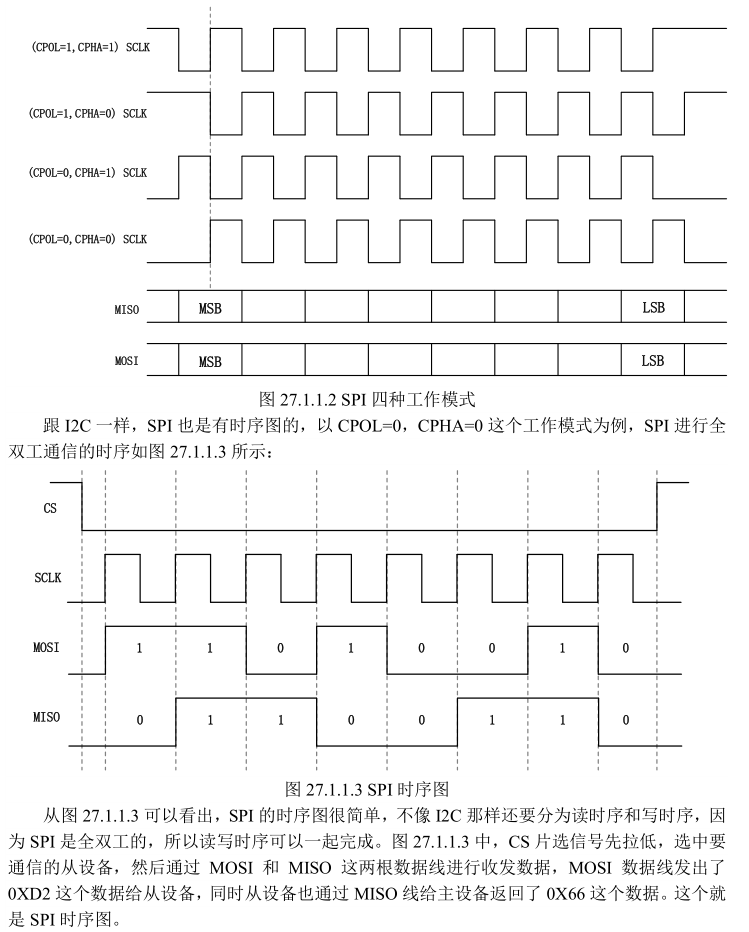 (CPOL=1,CPHA=1) SCLK
(CPOL=1,CPHA=0) SCLK
(CPOL=0,CPHA=1) SCLK
(CPOL=0,CPHA=0) SCLK
MISO MSB LSB
MOSI MSB LSB
图 27.1.1.2 SPI 四种工作模式
跟 I2C 一样，SPI 也是有时序图的，以 CPOL=0，CPHA=0 这个工作模式为例，SPI 进行全
双工通信的时序如图 27.1.1.3 所示：
CS
SCLK
MOSI 1 1 0 1 0 0 1 0
MISO 0 1 1 0 0 1 1 0
图 27.1.1.3 SPI 时序图
从图 27.1.1.3 可以看出，SPI 的时序图很简单，不像 I2C 那样还要分为读时序和写时序，因
为 SPI 是全双工的，所以读写时序可以一起完成。图 27.1.1.3 中，CS 片选信号先拉低，选中要
通信的从设备，然后通过 MOSI 和 MISO 这两根数据线进行收发数据，MOSI 数据线发出了
0XD2 这个数据给从设备，同时从设备也通过 MISO 线给主设备返回了 0X66 这个数据。这个就
是 SPI 时序图。